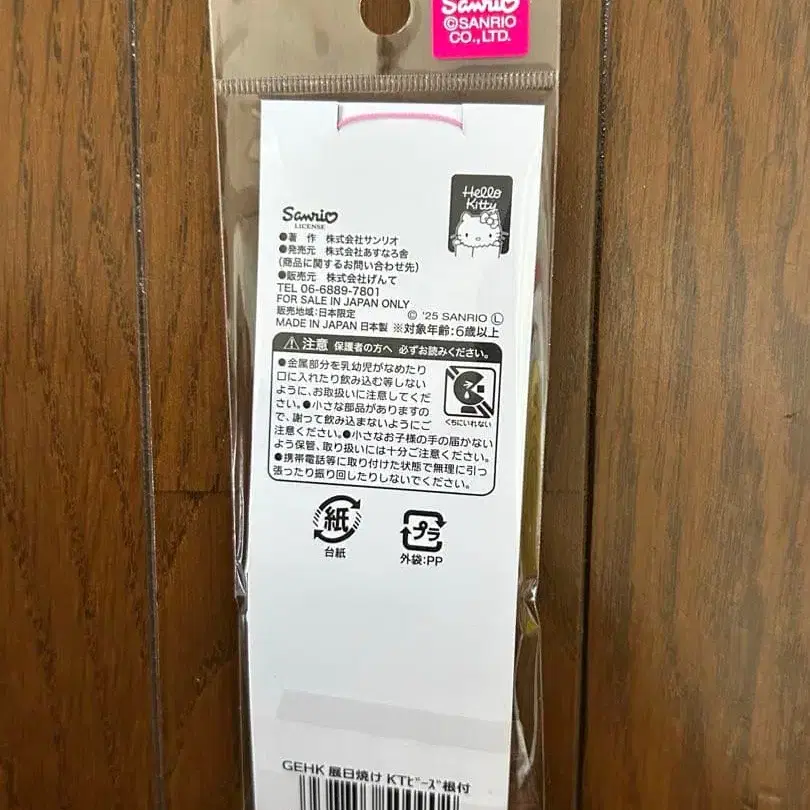 Sanrio
©SANRIO
CO.,LTD.
Hello
Kitty
Sanrio
LICENSE
●著 作 株式会社サンリオ
●発売元 株式会社あすなろ舎
(商品に関するお問い合わせ先)
●販売元 株式会社げんて
TEL 06-6889-7801
FOR SALE IN JAPAN ONLY
販売地域:日本限定
© '25 SANRIO Ⓛ
MADE IN JAPAN 日本製 ※対象年齢:6歳以上
⚠注意 保護者の方へ 必ずお読みください。
●金属部分を乳幼児がなめたり
口に入れたり飲み込む等しない
ように、お取扱いに注意してくだ
さい。●小さな部品がありますの
で、誤って飲み込まないようにご
注意ください。●小さなお子様の手の届かない
よう保管、取り扱いには十分ご注意ください。
●携帯電話等に取り付けた状態で無理に引っ
張ったり振り回したりしないでください。
くちにいれない
紙
台紙
プラ
外袋:PP
GEHK 展日焼け KTビーズ根付